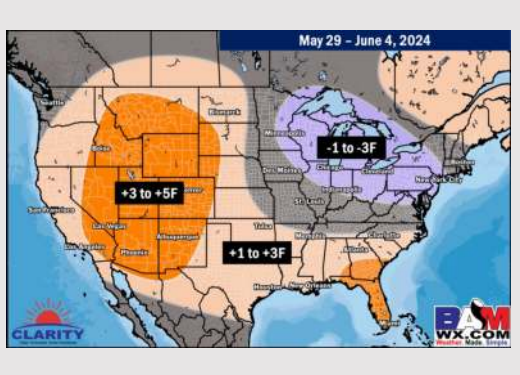 May 29 – June 4, 2024
Seattle
Bismarck
Minneapolis
-1 to -3F
Boise
Boston
Chicago
Cleveland
New York City
Des Moines
Indianapolis
+3 to +5F
Denver
St. Louis
San Francisco
Las Vegas
Tulsa
Memphis
Charlotte
Albuquerque
Los Angeles
Phoenix
+1 to +3F
Atlanta
Houston
New Orleans
Miami
CLARITY
BAM
WX.COM
Weather. Made. Simple.